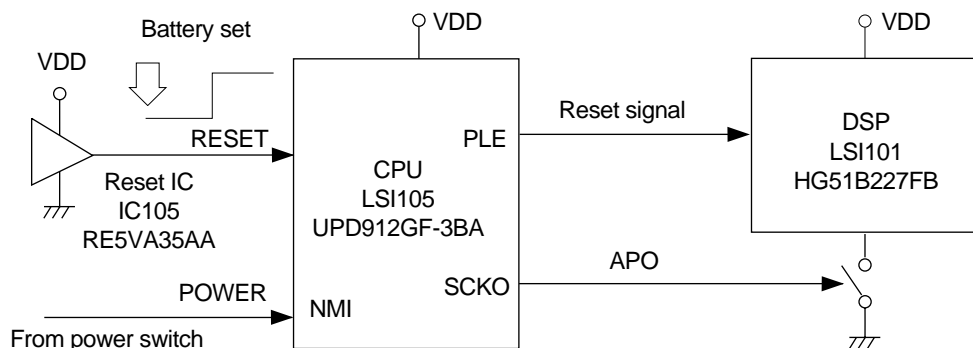 Battery set
VDD
VDD
VDD
RESET
Reset IC
IC105
RE5VA35AA
PLE
CPU
LSI105
UPD912GF-3BA
Reset signal
DSP
LSI101
HG51B227FB
POWER
From power switch
NMI
SCKO
APO